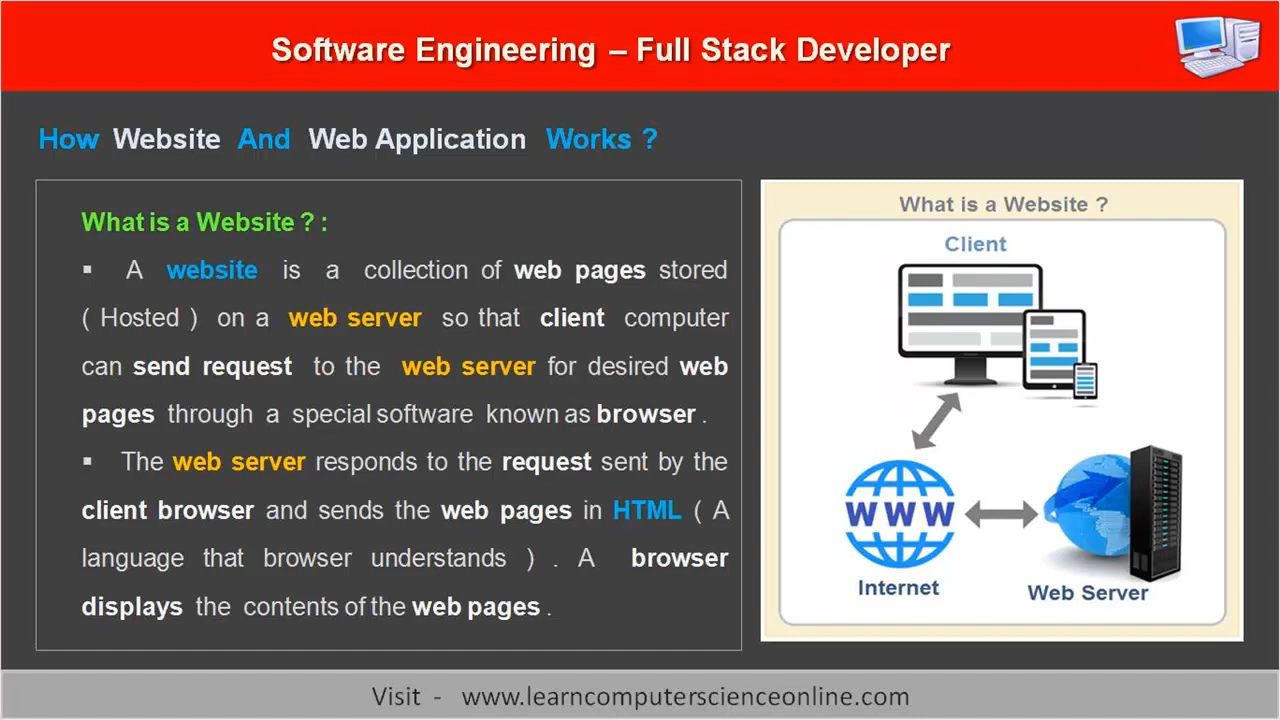 Software Engineering – Full Stack Developer
How Website And Web Application Works ?
What is a Website ? :
▪ A website is a collection of web pages stored
( Hosted ) on a web server so that client computer
can send request to the web server for desired web
pages through a special software known as browser .
▪ The web server responds to the request sent by the
client browser and sends the web pages in HTML ( A
language that browser understands ) . A browser
displays the contents of the web pages .
What is a Website ?
Client
WWW
Internet
Web Server
Visit - www.learncomputerscienceonline.com